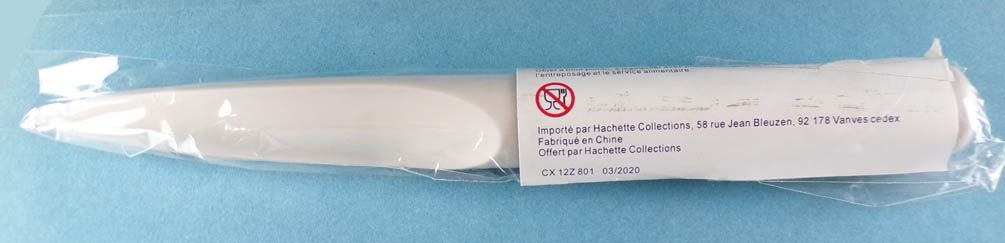 l'entreposage et le service alimentaire.
Importé par Hachette Collections, 58 rue Jean Bleuzen, 92 178 Vanves cedex
Fabriqué en Chine
Offert par Hachette Collections
CX 12Z 801 03/2020